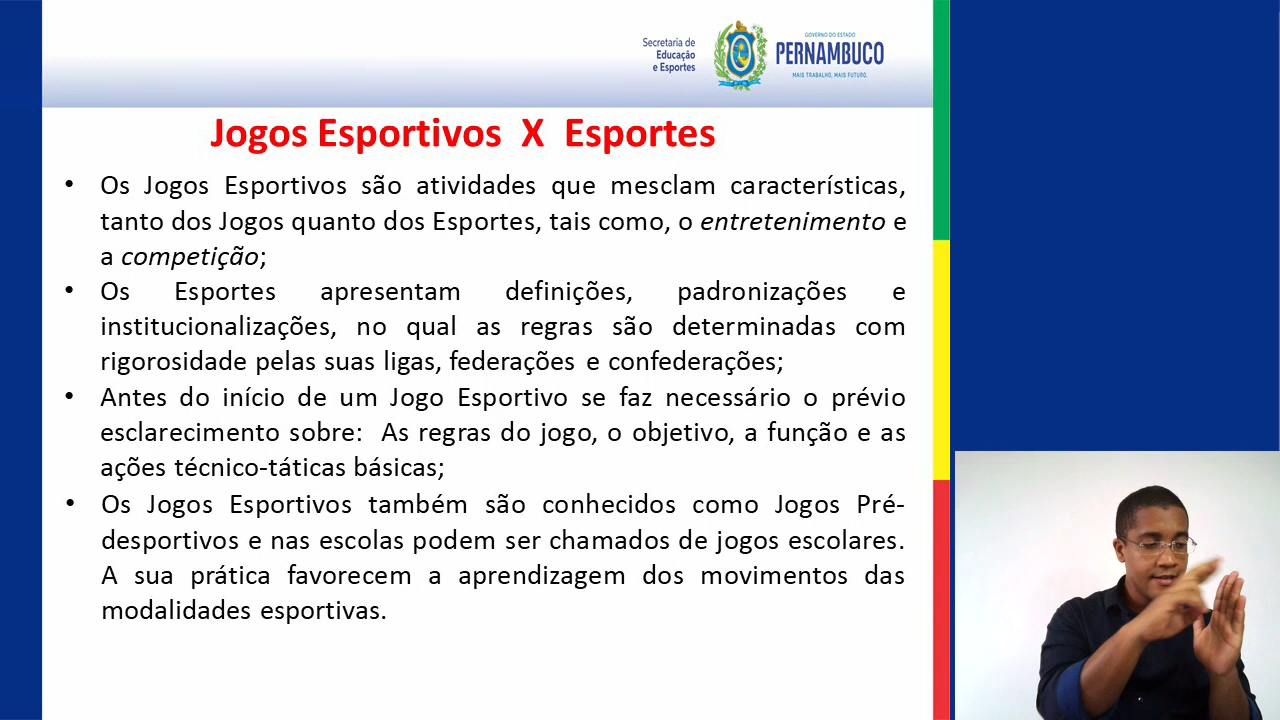 Secretaria de
Educação
e Esportes
GOVERNO DO ESTADO
PERNAMBUCO
MAIS TRABALHO, MAIS FUTURO.
Jogos Esportivos X Esportes
• Os Jogos Esportivos são atividades que mesclam características,
tanto dos Jogos quanto dos Esportes, tais como, o entretenimento e
a competição;
• Os Esportes apresentam definições, padronizações e
institucionalizações, no qual as regras são determinadas com
rigorosidade pelas suas ligas, federações e confederações;
• Antes do início de um Jogo Esportivo se faz necessário o prévio
esclarecimento sobre: As regras do jogo, o objetivo, a função e as
ações técnico-táticas básicas;
• Os Jogos Esportivos também são conhecidos como Jogos Pré-
desportivos e nas escolas podem ser chamados de jogos escolares.
A sua prática favorecem a aprendizagem dos movimentos das
modalidades esportivas.